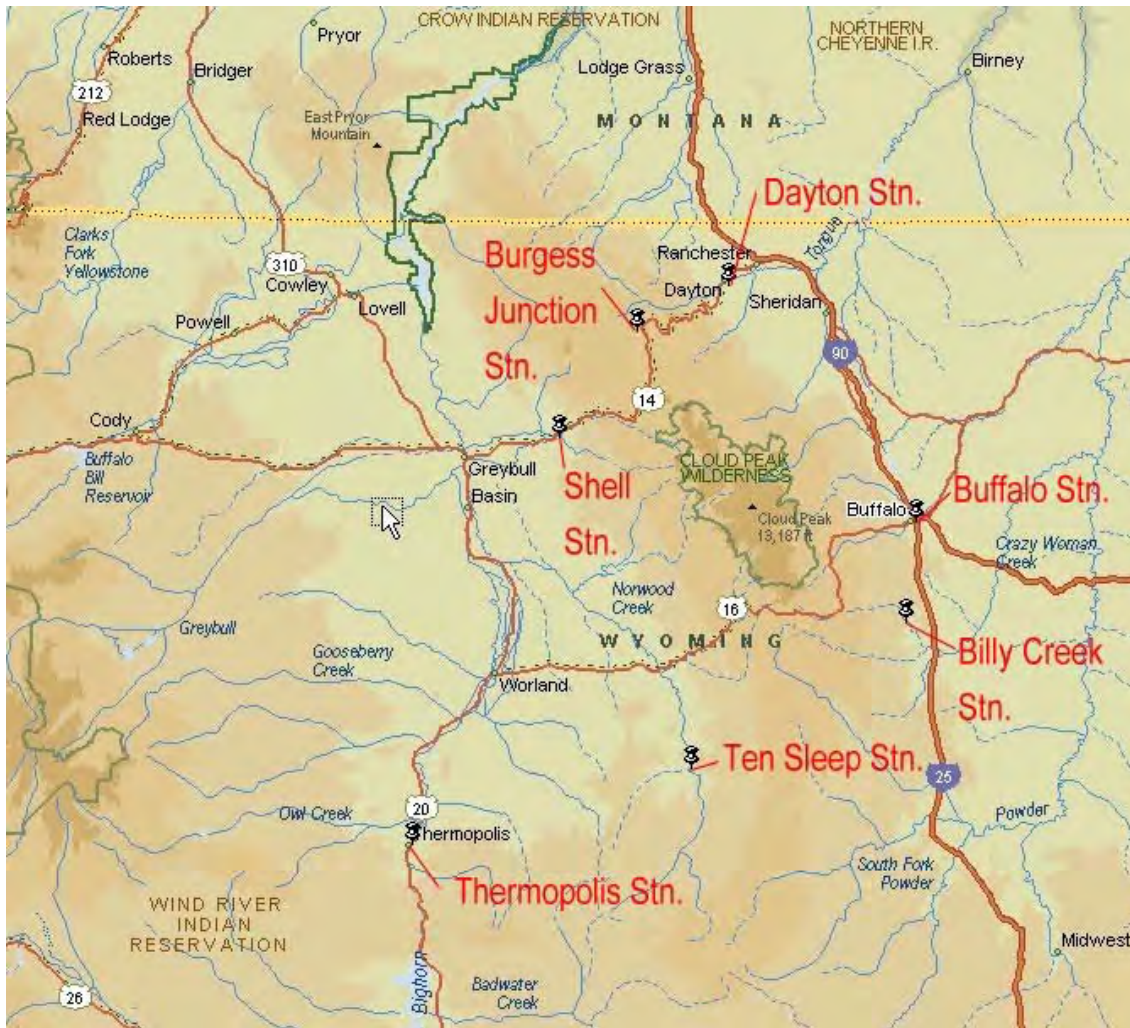 CROW INDIAN RESERVATION
Pryor
NORTHERN
CHEYENNE I.R.
Roberts
Bridger
Lodge Grass
Birney
212
Red Lodge
East Pryor
Mountain
MONTANA
Dayton Stn.
Clarks
Fork
Yellowstone
Burgess
Junction
Stn.
Ranchester
Tongue
310
Cowley
Lovell
Dayton
Sheridan
Powell
90
14
Cody
Buffalo
Bill
Reservoir
Greybull
Basin
Shell
Stn.
CLOUD PEAK
WILDERNESS
Cloud Peak
13,187 ft
Buffalo
Buffalo Stn.
Crazy Woman
Creek
Norwood
Creek
16
Greybull
WYOMING
Gooseberry
Creek
Billy Creek
Stn.
Worland
Ten Sleep Stn.
25
20
Owl Creek
Thermopolis
Powder
South Fork
Powder
Thermopolis Stn.
WIND RIVER
INDIAN
RESERVATION
Midwest
26
Bighorn
Badwater
Creek